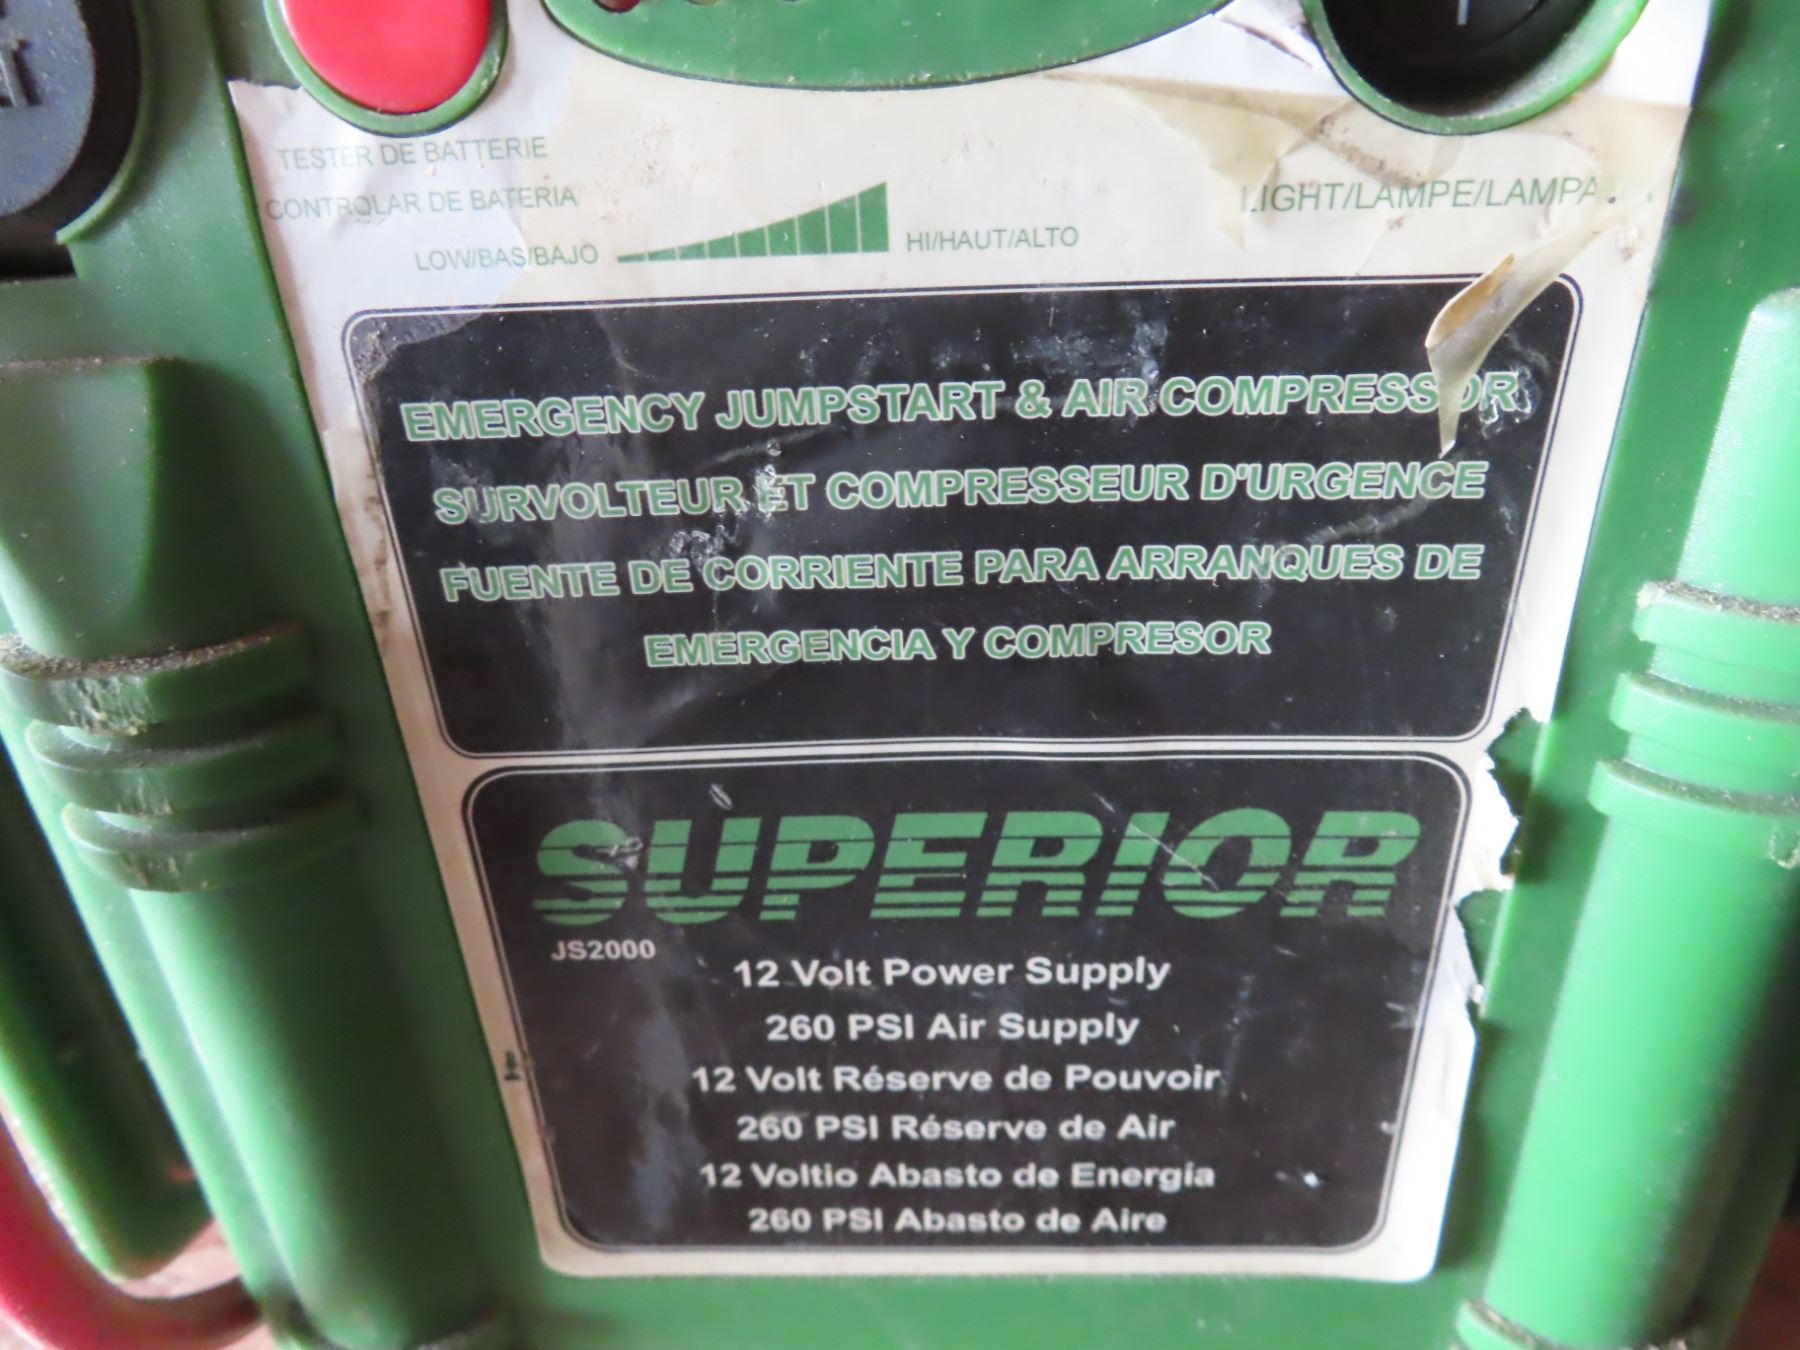 TESTER DE BATTERIE
CONTROLAR DE BATERIA
LOW/BAS/BAJO
HI/HAUT/ALTO
LIGHT/LAMPE/LAMPA
EMERGENCY JUMPSTART & AIR COMPRESSOR
SURVOLTEUR ET COMPRESSEUR D'URGENCE
FUENTE DE CORRIENTE PARA ARRANQUES DE
EMERGENCIA Y COMPRESOR
SUPERIOR
JS2000
12 Volt Power Supply
260 PSI Air Supply
12 Volt Réserve de Pouvoir
260 PSI Réserve de Air
12 Voltio Abasto de Energía
260 PSI Abasto de Aire